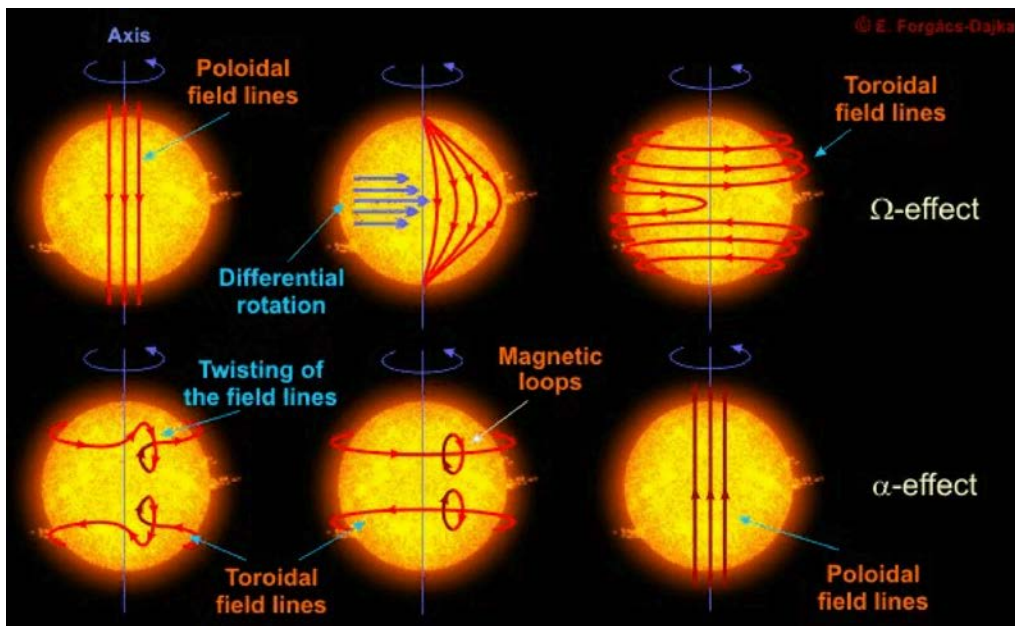 © E. Forgács-Dajka
Axis
Poloidal
field lines
Toroidal
field lines
Differential
rotation
Ω-effect
Twisting of
the field lines
Magnetic
loops
Toroidal
field lines
α-effect
Poloidal
field lines